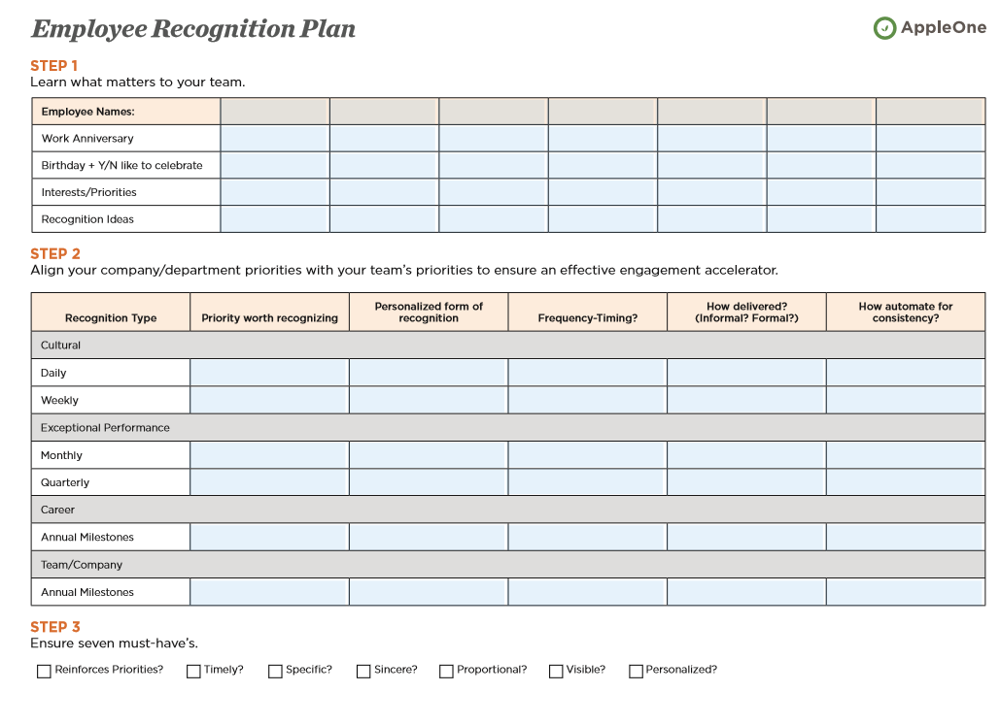 Employee Recognition Plan
AppleOne
STEP 1
Learn what matters to your team.
Employee Names:
Work Anniversary
Birthday + Y/N like to celebrate
Interests/Priorities
Recognition Ideas
STEP 2
Align your company/department priorities with your team's priorities to ensure an effective engagement accelerator.
Recognition Type
Priority worth recognizing
Personalized form of
recognition
Frequency-Timing?
How delivered?
(Informal? Formal?)
How automate for
consistency?
Cultural
Daily
Weekly
Exceptional Performance
Monthly
Quarterly
Career
Annual Milestones
Team/Company
Annual Milestones
STEP 3
Ensure seven must-have's.
Reinforces Priorities? Timely? Specific? Sincere? Proportional? Visible? Personalized?